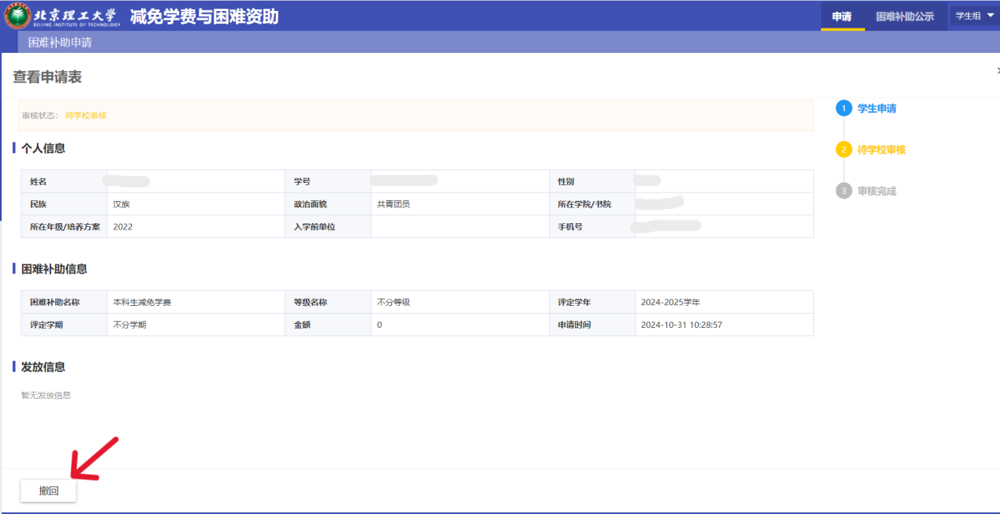 北京理工大学 减免学费与困难资助 申请 困难补助公示 学生组
BEIJING INSTITUTE OF TECHNOLOGY
困难补助申请
查看申请表
审核状态： 待学校审核
1 学生申请
2 待学校审核
3 审核完成
个人信息
姓名 学号 性别
民族 汉族 政治面貌 共青团员 所在学院/书院
所在年级/培养方案 2022 入学前单位 手机号
困难补助信息
困难补助名称 本科生减免学费 等级名称 不分等级 评定学年 2024-2025学年
评定学期 不分学期 金额 0 申请时间 2024-10-31 10:28:57
发放信息
暂无发放信息
撤回